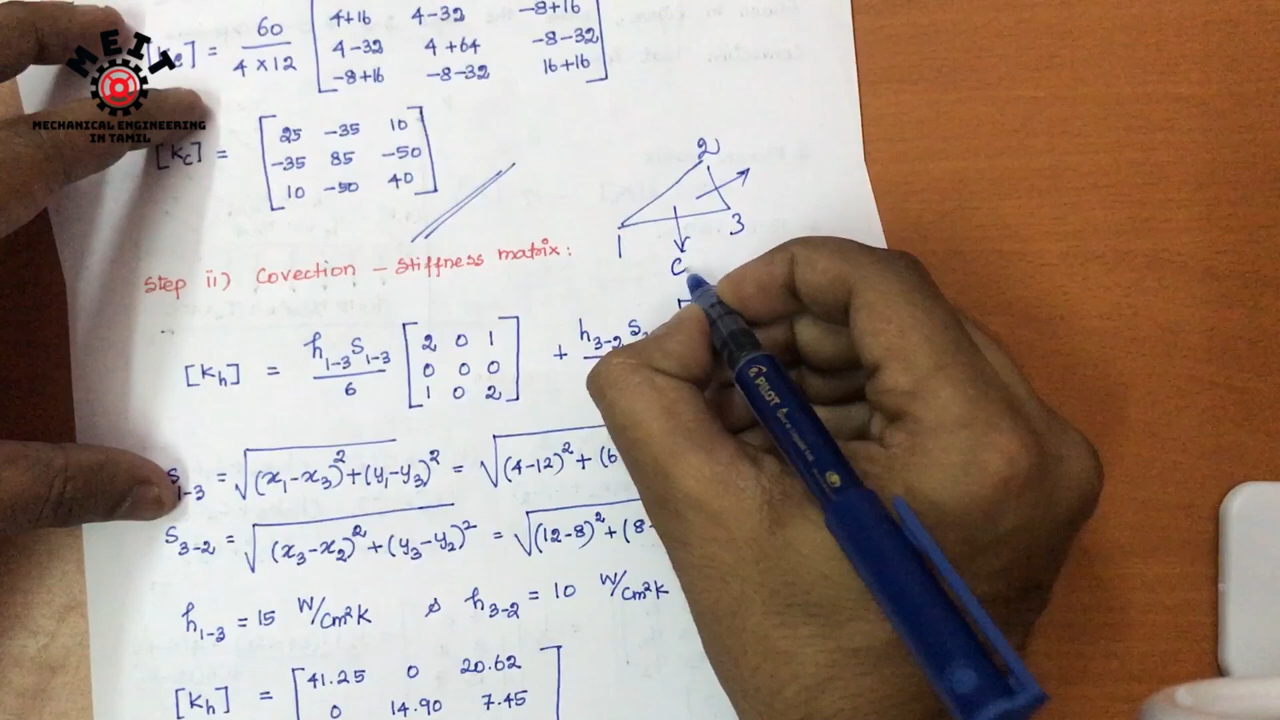 MEIT
MECHANICAL ENGINEERING
IN TAMIL
[Ke] = 60 / 4 × 12 [4+16 4-32 -8+16
4-32 4+64 -8-32
-8+16 -8-32 16+16]
[Kc] = [25 -35 10
-35 85 -50
10 -50 40]
2
1
3
C
Step ii) Covection - Stiffness matrix:
[Kh] = h1-3 S1-3 / 6 [2 0 1
0 0 0
1 0 2] + h3-2 S
S1-3 = √(x1-x3)² + (y1-y3)² = √(4-12)² + (6
S3-2 = √(x3-x2)² + (y3-y2)² = √(12-8)² + (8-
h1-3 = 15 W/cm²K & h3-2 = 10 W/cm²K
[Kh] = [41.25 0 20.62
0 14.90 7.45
PILOT